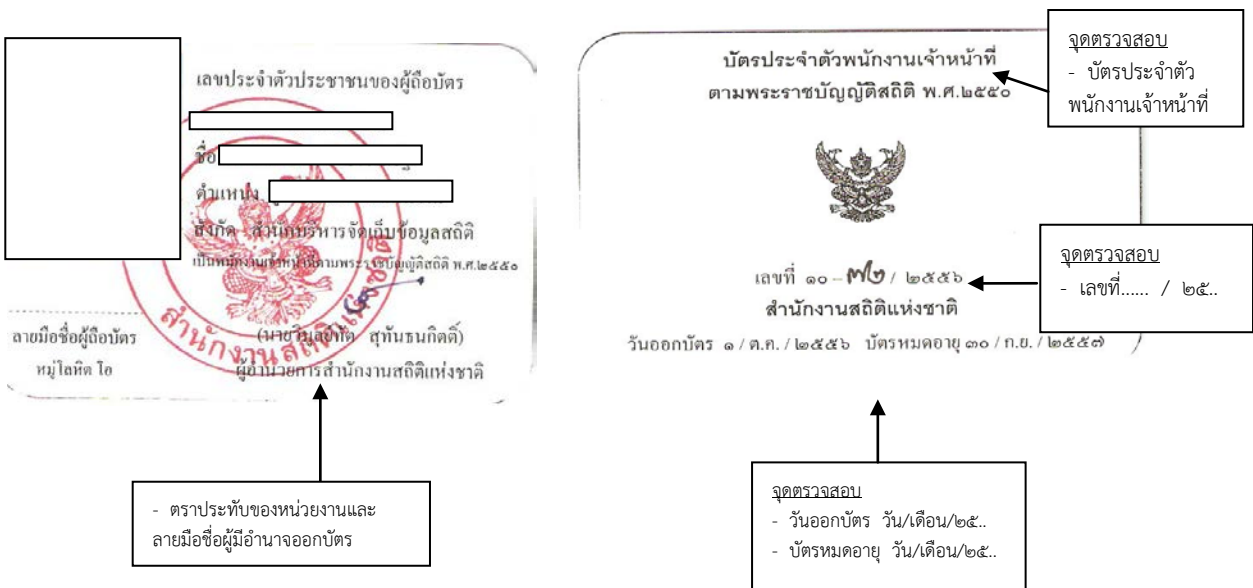 เลขประจำตัวประชาชนของผู้ถือบัตร
ชื่อ
ตำแหน่ง
สังกัด สำนักบริหารจัดเก็บข้อมูลสถิติ
เป็นพนักงานเจ้าหน้าที่ตามพระราชบัญญัติสถิติ พ.ศ.๒๕๕๐
สำนักงานสถิติแห่งชาติ
ลายมือชื่อผู้ถือบัตร
หมู่โลหิต โอ
(นายวิบูลย์ทัต สุทันธนกิตติ์)
ผู้อำนวยการสำนักงานสถิติแห่งชาติ
- ตราประทับของหน่วยงานและ
ลายมือชื่อผู้มีอำนาจออกบัตร
บัตรประจำตัวพนักงานเจ้าหน้าที่
ตามพระราชบัญญัติสถิติ พ.ศ.๒๕๕๐
เลขที่ ๑๐-๓๒/ ๒๕๕๖
สำนักงานสถิติแห่งชาติ
วันออกบัตร ๑/ ต.ค. /๒๕๕๖ บัตรหมดอายุ ๓๐ / ก.ย. / ๒๕๕๗
จุดตรวจสอบ
- บัตรประจำตัว
พนักงานเจ้าหน้าที่
จุดตรวจสอบ
- เลขที่...... / ๒๕..
จุดตรวจสอบ
- วันออกบัตร วัน/เดือน/๒๕..
- บัตรหมดอายุ วัน/เดือน/๒๕..